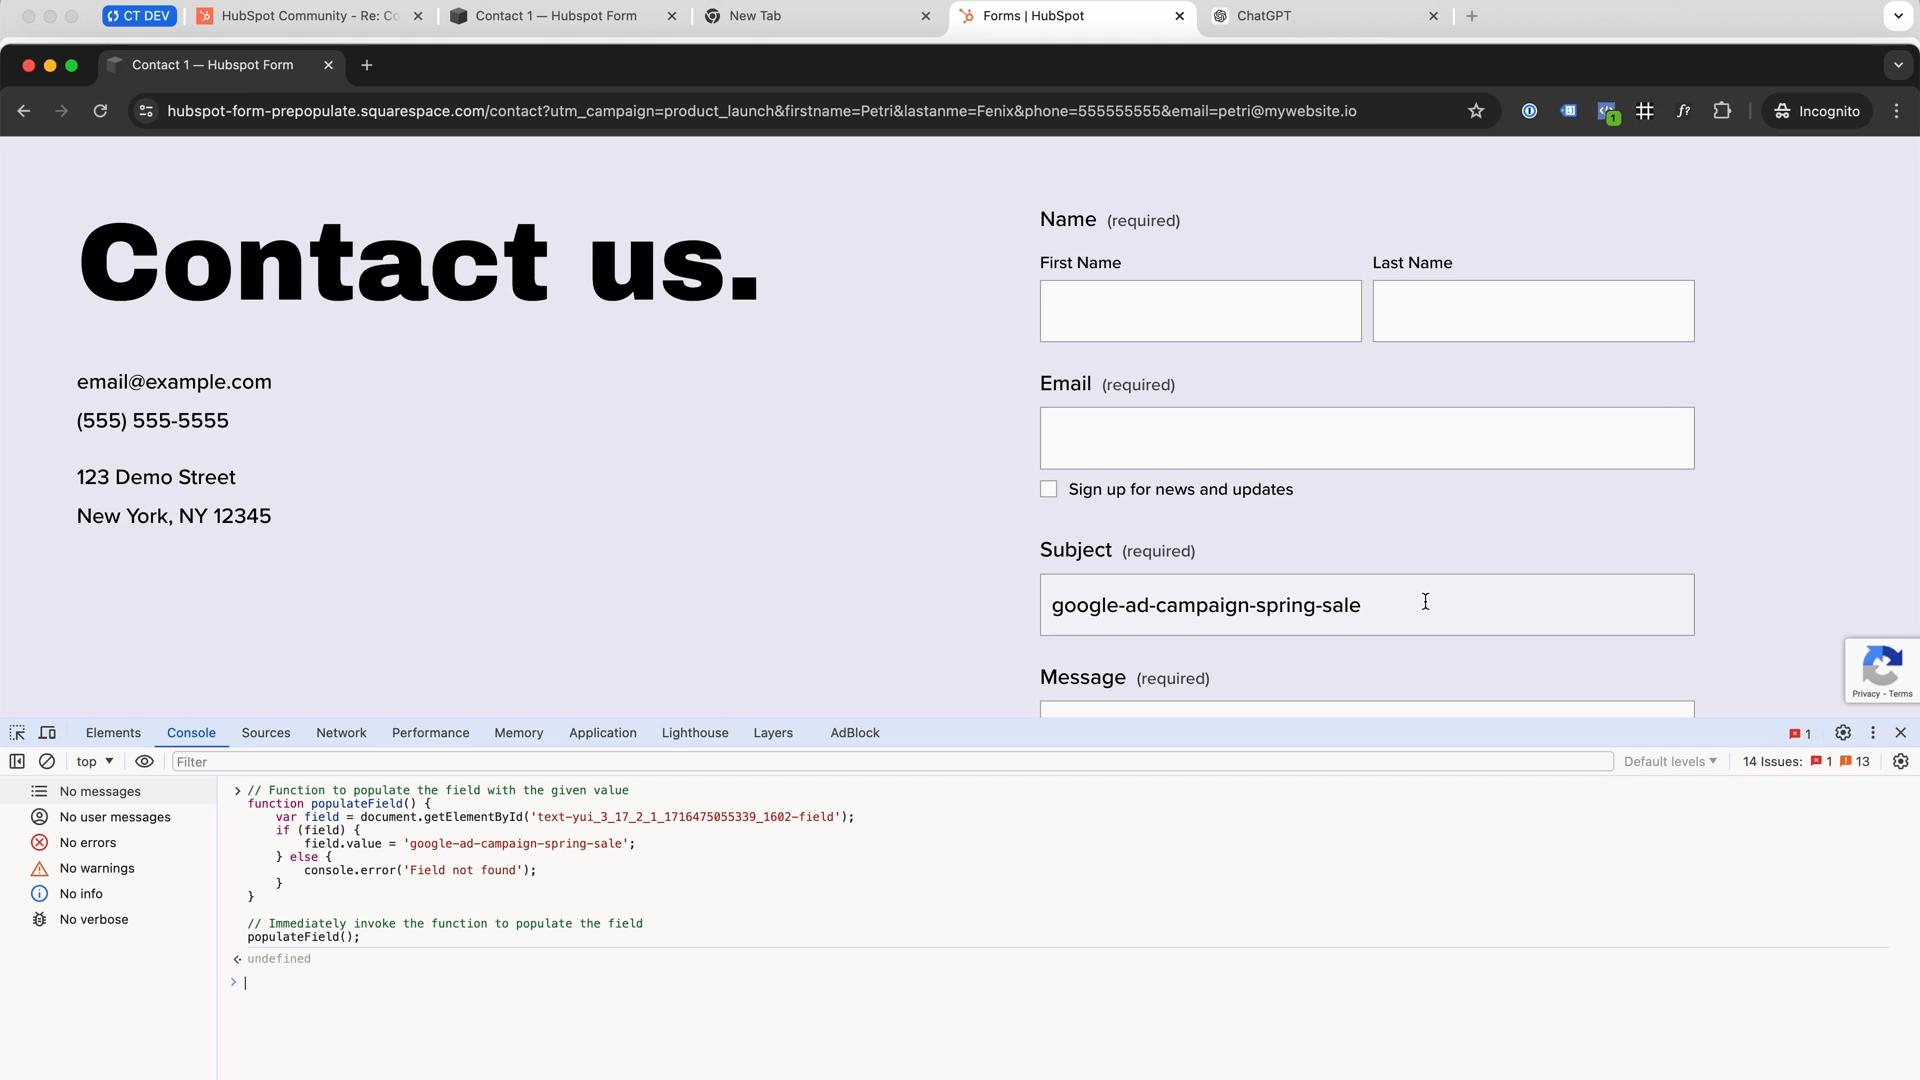 CT DEV
HubSpot Community - Re: Co
Contact 1 — Hubspot Form
New Tab
Forms | HubSpot
ChatGPT
Contact 1 — Hubspot Form
hubspot-form-prepopulate.squarespace.com/contact?utm_campaign=product_launch&firstname=Petri&lastanme=Fenix&phone=555555555&email=petri@mywebsite.io
1
f?
Incognito
Contact us.
email@example.com
(555) 555-5555
123 Demo Street
New York, NY 12345
Name (required)
First Name
Last Name
Email (required)
Sign up for news and updates
Subject (required)
google-ad-campaign-spring-sale
Message (required)
Privacy - Terms
Elements
Console
Sources
Network
Performance
Memory
Application
Lighthouse
Layers
AdBlock
1
top
Filter
Default levels
14 Issues:
1
13
No messages
No user messages
No errors
No warnings
No info
No verbose
// Function to populate the field with the given value
function populateField() {
var field = document.getElementById('text-yui_3_17_2_1_1716475055339_1602-field');
if (field) {
field.value = 'google-ad-campaign-spring-sale';
} else {
console.error('Field not found');
}
}
// Immediately invoke the function to populate the field
populateField();
undefined